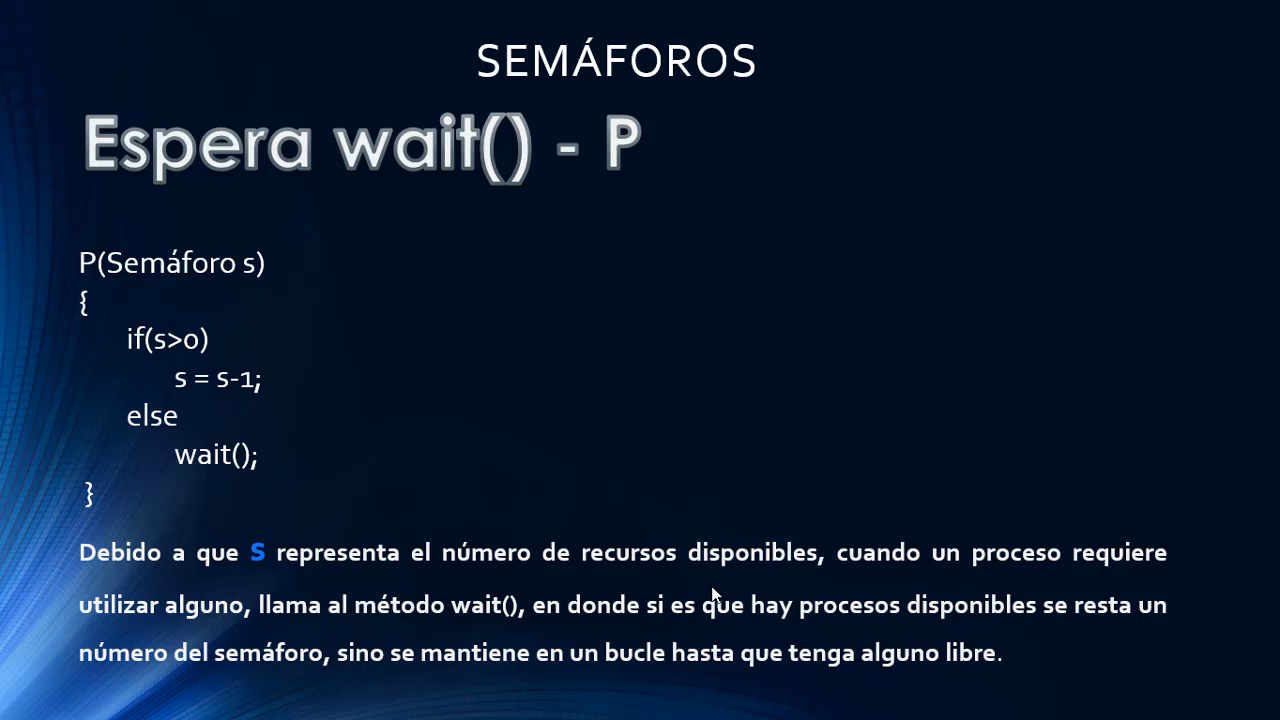 SEMÁFOROS
Espera wait() - P
P(Semáforo s)
{
if(s>0)
s = s-1;
else
wait();
}
Debido a que S representa el número de recursos disponibles, cuando un proceso requiere
utilizar alguno, llama al método wait(), en donde si es que hay procesos disponibles se resta un
número del semáforo, sino se mantiene en un bucle hasta que tenga alguno libre.